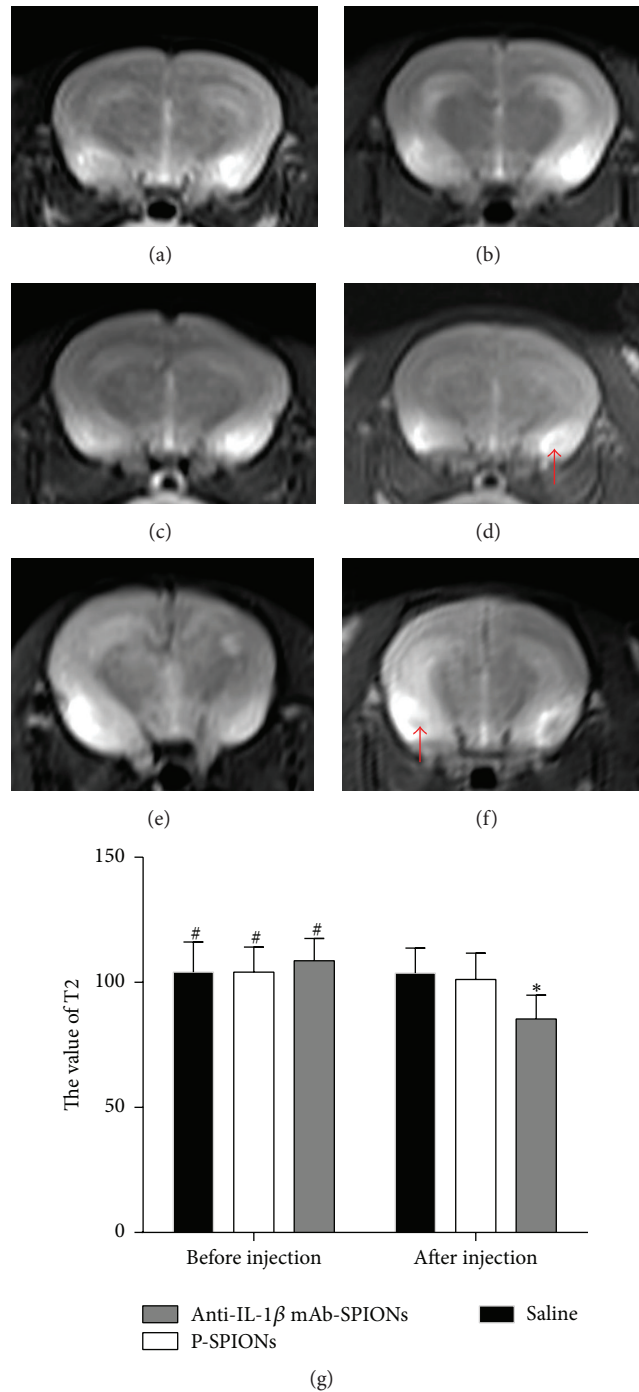 (a)
(b)
(c)
(d)
(e)
(f)
150
100
50
0
The value of T2
#
#
#
*
Before injection
After injection
Anti-IL-1β mAb-SPIONs
Saline
P-SPIONs
(g)